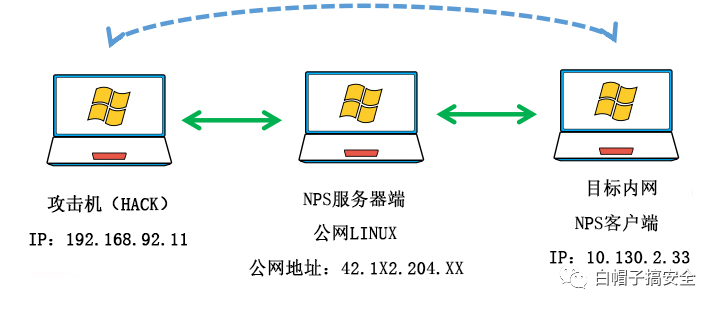 攻击机（HACK）
IP：192.168.92.11
NPS服务器端
公网LINUX
公网地址：42.1X2.204.XX
目标内网
NPS客户端
IP：10.130.2.33
白帽子搞安全